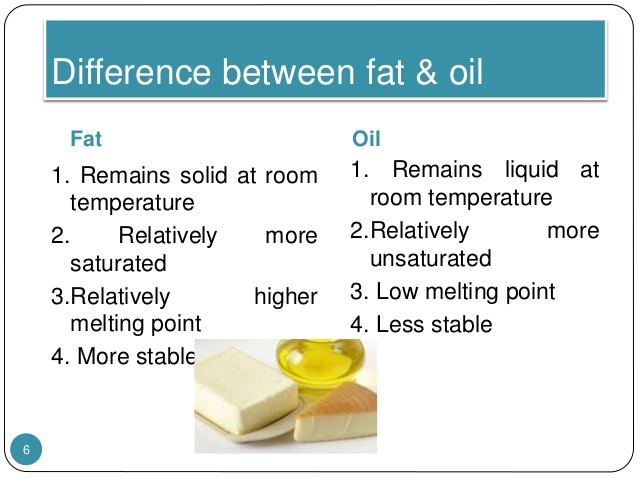 Difference between fat & oil
Fat
1. Remains solid at room
temperature
2. Relatively more
saturated
3.Relatively higher
melting point
4. More stable
Oil
1. Remains liquid at
room temperature
2.Relatively more
unsaturated
3. Low melting point
4. Less stable
6